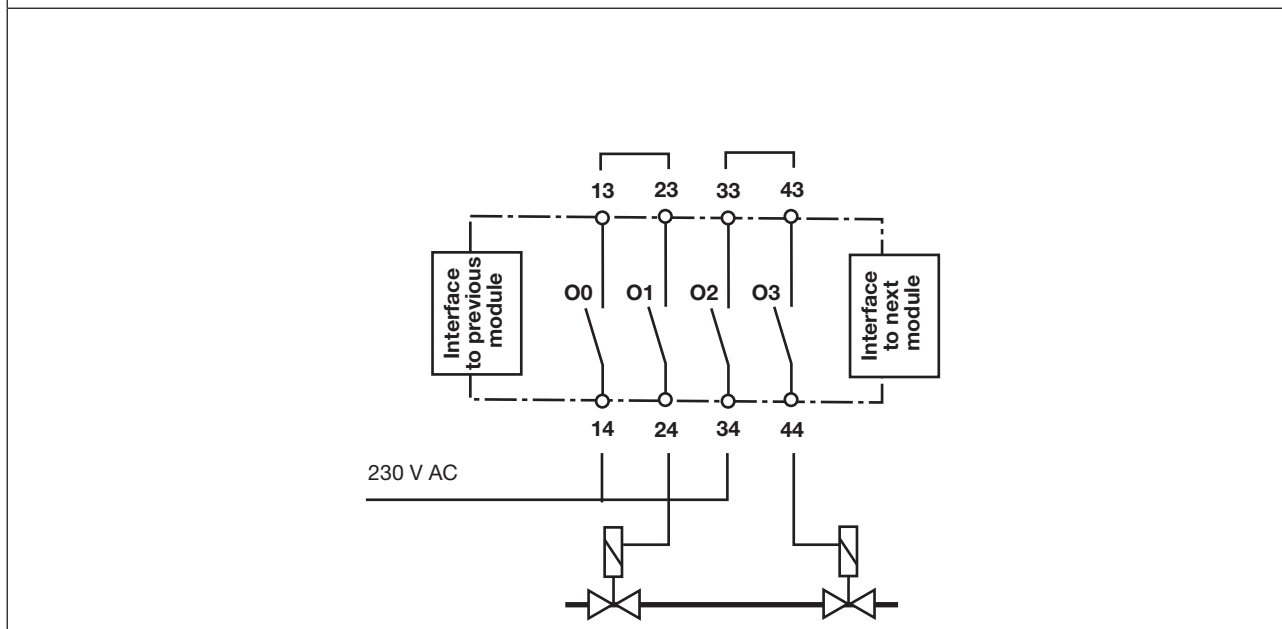 13 23 33 43
Interface
to previous
module
O0 O1 O2 O3
Interface
to next
module
14 24 34 44
230 V AC